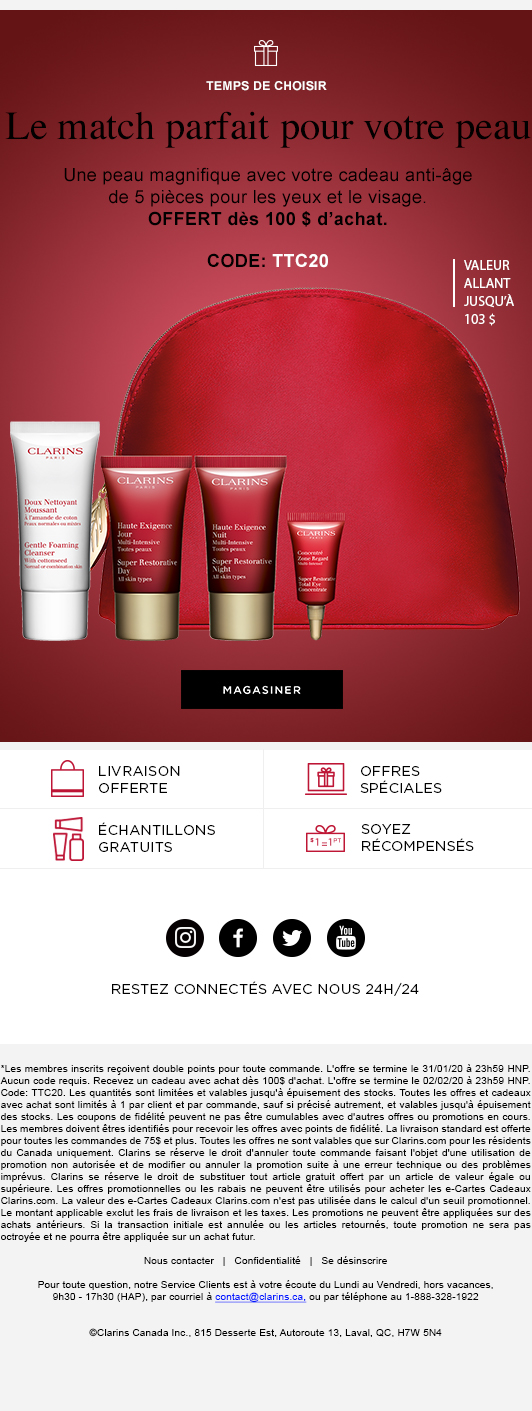 TEMPS DE CHOISIR
Le match parfait pour votre peau
Une peau magnifique avec votre cadeau anti-âge
de 5 pièces pour les yeux et le visage.
OFFERT dès 100 $ d'achat.
CODE: TTC20
VALEUR
ALLANT
JUSQU'À
103 $
CLARINS
PARIS
Doux Nettoyant
Moussant
A l'amande de coton
Peaux normales ou mixtes
Gentle Foaming
Cleanser
With cottonseed
Normal or combination skin
CLARINS
PARIS
Haute Exigence
Jour
Multi-Intensive
Toutes peaux
Super Restorative
Day
All skin types
CLARINS
PARIS
Haute Exigence
Nuit
Multi-Intensive
Toutes peaux
Super Restorative
Night
All skin types
CLARINS
Concentré
Zone Regard
Multi-Intensif
Super Restorative
Total Eye
Concentrate
MAGASINER
LIVRAISON
OFFERTE
OFFRES
SPÉCIALES
ÉCHANTILLONS
GRATUITS
$1=1PT
SOYEZ
RÉCOMPENSÉS
You
Tube
RESTEZ CONNECTÉS AVEC NOUS 24H/24
*Les membres inscrits reçoivent double points pour toute commande. L'offre se termine le 31/01/20 à 23h59 HNP.
Aucun code requis. Recevez un cadeau avec achat dès 100$ d'achat. L'offre se termine le 02/02/20 à 23h59 HNP.
Code: TTC20. Les quantités sont limitées et valables jusqu'à épuisement des stocks. Toutes les offres et cadeaux
avec achat sont limités à 1 par client et par commande, sauf si précisé autrement, et valables jusqu'à épuisement
des stocks. Les coupons de fidélité peuvent ne pas être cumulables avec d'autres offres ou promotions en cours.
Les membres doivent êtres identifiés pour recevoir les offres avec points de fidélité. La livraison standard est offerte
pour toutes les commandes de 75$ et plus. Toutes les offres ne sont valables que sur Clarins.com pour les résidents
du Canada uniquement. Clarins se réserve le droit d'annuler toute commande faisant l'objet d'une utilisation de
promotion non autorisée et de modifier ou annuler la promotion suite à une erreur technique ou des problèmes
imprévus. Clarins se réserve le droit de substituer tout article gratuit offert par un article de valeur égale ou
supérieure. Les offres promotionnelles ou les rabais ne peuvent être utilisés pour acheter les e-Cartes Cadeaux
Clarins.com. La valeur des e-Cartes Cadeaux Clarins.com n'est pas utilisée dans le calcul d'un seuil promotionnel.
Le montant applicable exclut les frais de livraison et les taxes. Les promotions ne peuvent être appliquées sur des
achats antérieurs. Si la transaction initiale est annulée ou les articles retournés, toute promotion ne sera pas
octroyée et ne pourra être appliquée sur un achat futur.
Nous contacter | Confidentialité | Se désinscrire
Pour toute question, notre Service Clients est à votre écoute du Lundi au Vendredi, hors vacances,
9h30 - 17h30 (HAP), par courriel à contact@clarins.ca, ou par téléphone au 1-888-328-1922
©Clarins Canada Inc., 815 Desserte Est, Autoroute 13, Laval, QC, H7W 5N4